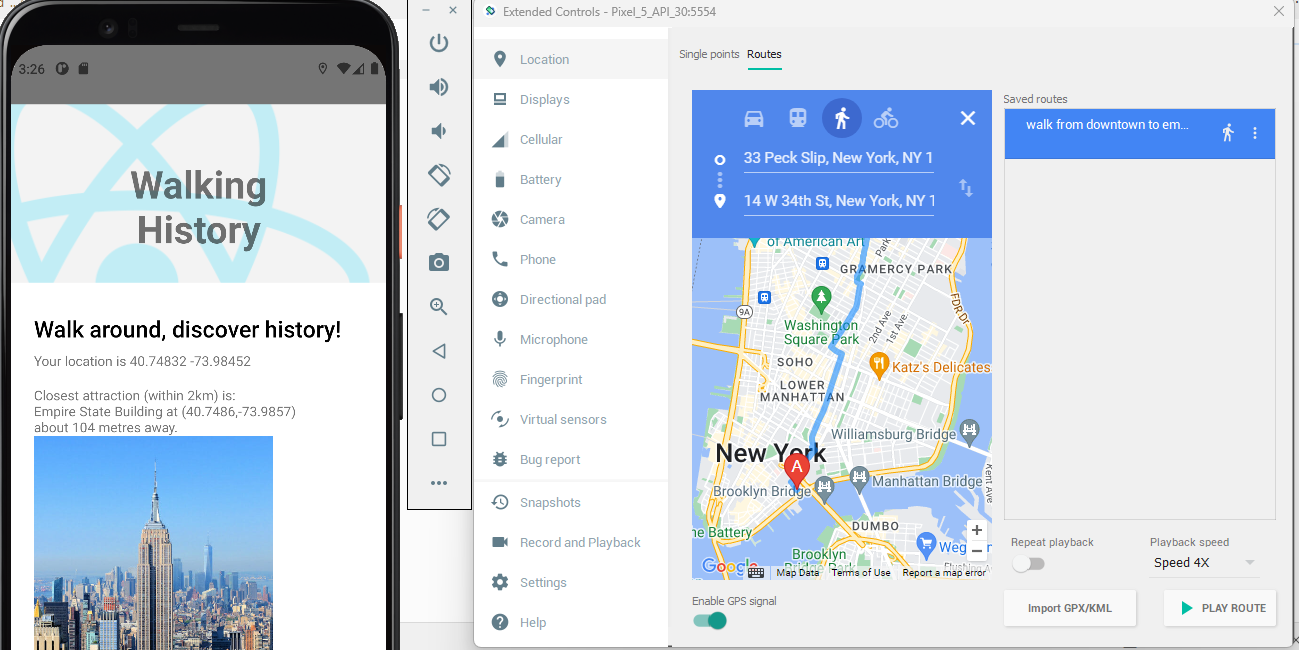 3:26
Walking
History
Walk around, discover history!
Your location is 40.74832 -73.98452
Closest attraction (within 2km) is:
Empire State Building at (40.7486,-73.9857)
about 104 metres away.
Extended Controls - Pixel_5_API_30:5554
Location
Displays
Cellular
Battery
Camera
Phone
Directional pad
Microphone
Fingerprint
Virtual sensors
Bug report
Snapshots
Record and Playback
Settings
Help
Single points
Routes
33 Peck Slip, New York, NY 1
14 W 34th St, New York, NY 1
of American Art
Park
GRAMERCY PARK
9A
FDR Dr
Washington
Square Park
2nd Ave
1st Ave
SOHO
Katz's Delicates
LOWER
MANHATTAN
Williamsburg Bridge
New York
A
Brooklyn Bridge
Manhattan Bridge
Kent Ave
DUMBO
he Battery
Brooklyn
Bridge Park
Weg
Flushing Ave
Google
Map Data
Terms of Use
Report a map error
+
−
Enable GPS signal
Saved routes
walk from downtown to em...
Repeat playback
Playback speed
Speed 4X
Import GPX/KML
PLAY ROUTE